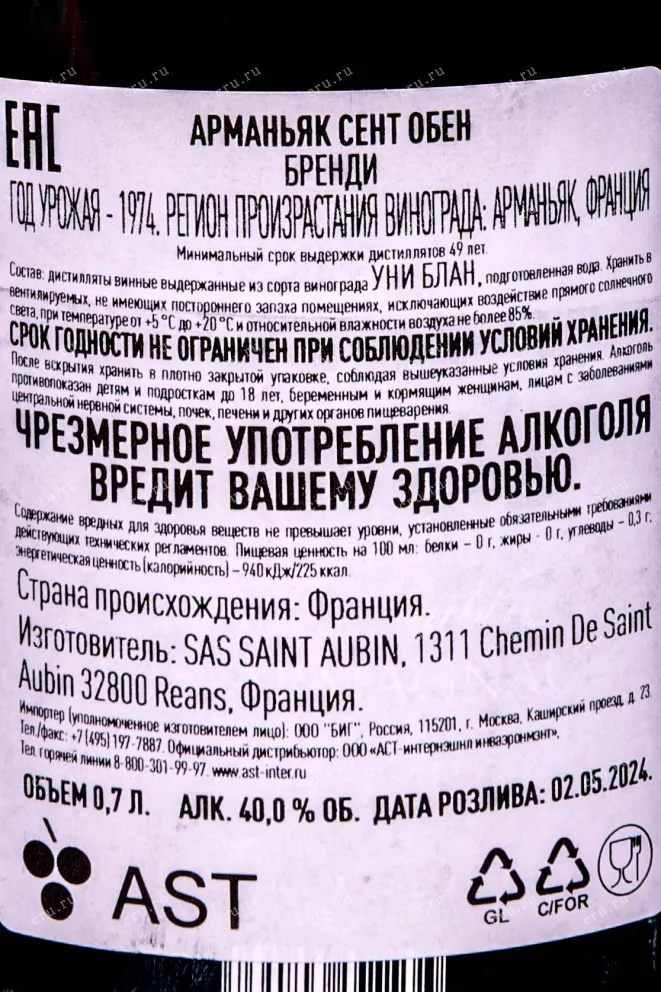 ЕАС
АРМАНЬЯК СЕНТ ОБЕН
БРЕНДИ
ГОД УРОЖАЯ - 1974. РЕГИОН ПРОИЗРАСТАНИЯ ВИНОГРАДА: АРМАНЬЯК, ФРАНЦИЯ
Минимальный срок выдержки дистиллятов 49 лет.
Состав: дистилляты винные выдержанные из сорта винограда УНИ БЛАН, подготовленная вода. Хранить в
вентилируемых, не имеющих постороннего запаха помещениях, исключающих воздействие прямого солнечного
света, при температуре от +5 °С до +20 °С и относительной влажности воздуха не более 85%.
СРОК ГОДНОСТИ НЕ ОГРАНИЧЕН ПРИ СОБЛЮДЕНИИ УСЛОВИЙ ХРАНЕНИЯ.
После вскрытия хранить в плотно закрытой упаковке, соблюдая вышеуказанные условия хранения. Алкоголь
противопоказан детям и подросткам до 18 лет, беременным и кормящим женщинам, лицам с заболеваниями
центральной нервной системы, почек, печени и других органов пищеварения.
ЧРЕЗМЕРНОЕ УПОТРЕБЛЕНИЕ АЛКОГОЛЯ
ВРЕДИТ ВАШЕМУ ЗДОРОВЬЮ.
Содержание вредных для здоровья веществ не превышает уровни, установленные обязательными требованиями
действующих технических регламентов. Пищевая ценность на 100 мл: белки – 0 г, жиры - 0 г, углеводы – 0,3 г;
энергетическая ценность (калорийность) – 940 кДж/225 ккал.
Страна происхождения: Франция.
Изготовитель: SAS SAINT AUBIN, 1311 Chemin De Saint
Aubin 32800 Reans, Франция.
Импортер (уполномоченное изготовителем лицо): ООО "БИГ", Россия, 115201, г. Москва, Каширский проезд, д. 23.
Тел./факс: +7 (495) 197-7887. Официальный дистрибьютор: ООО «АСТ-интернэшнл инваэронмэнт».
Тел. горячей линии 8-800-301-99-97. www.ast-inter.ru
ОБЪЕМ 0,7 Л. АЛК. 40,0 % ОБ. ДАТА РОЗЛИВА: 02.05.2024.
AST
GL C/FOR
cru.ru